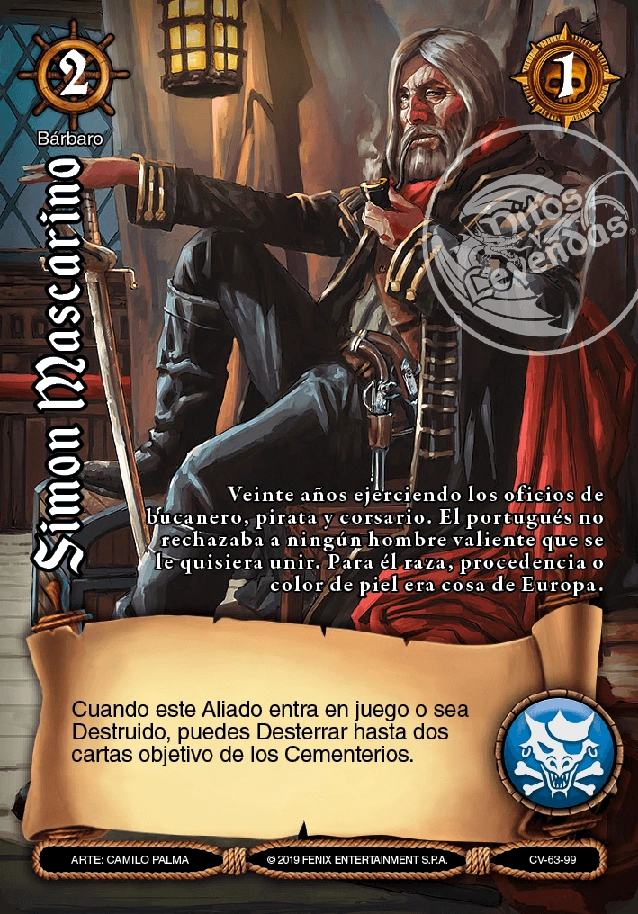 2
1
Bárbaro
Simon Mascarino
Mitos
y
Leyendas
Veinte años ejerciendo los oficios de
bucanero, pirata y corsario. El portugués no
rechazaba a ningún hombre valiente que se
le quisiera unir. Para él raza, procedencia o
color de piel era cosa de Europa.
Cuando este Aliado entra en juego o sea
Destruido, puedes Desterrar hasta dos
cartas objetivo de los Cementerios.
ARTE: CAMILO PALMA
© 2019 FENIX ENTERTAINMENT S.P.A.
CV-63-99